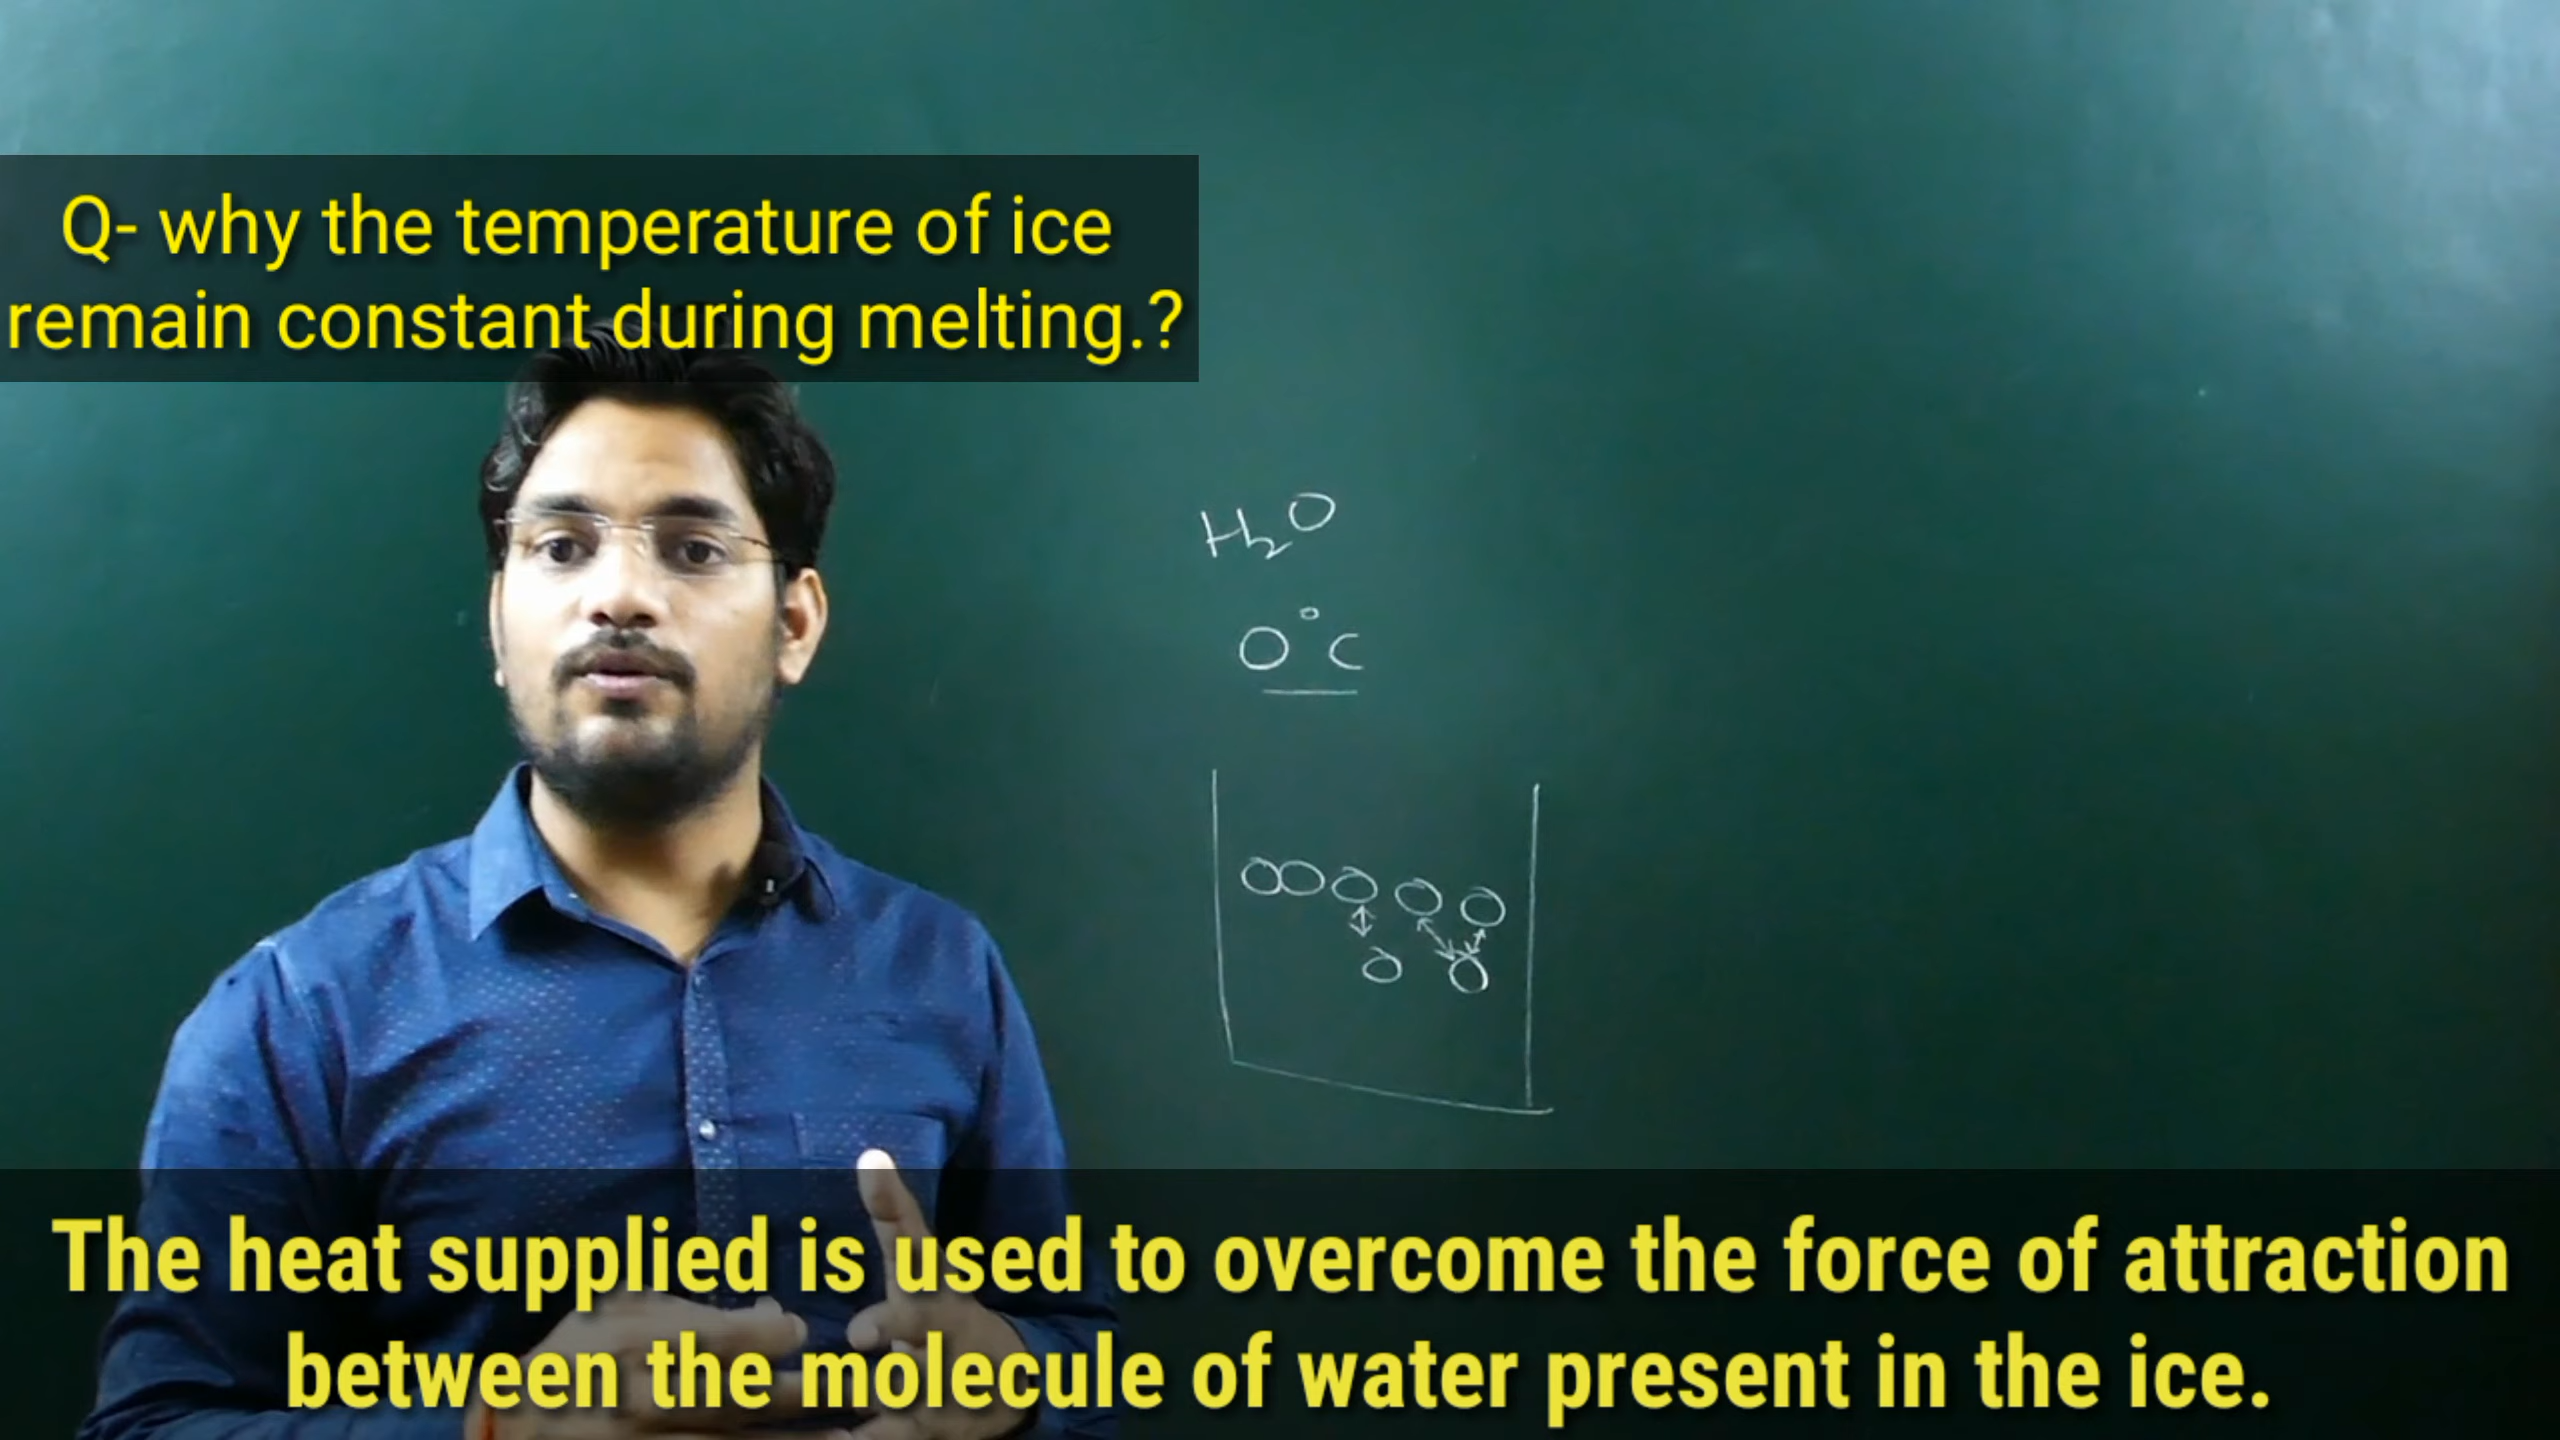 Q- why the temperature of ice
remain constant during melting.?
H₂O
0°C
The heat supplied is used to overcome the force of attraction
between the molecule of water present in the ice.